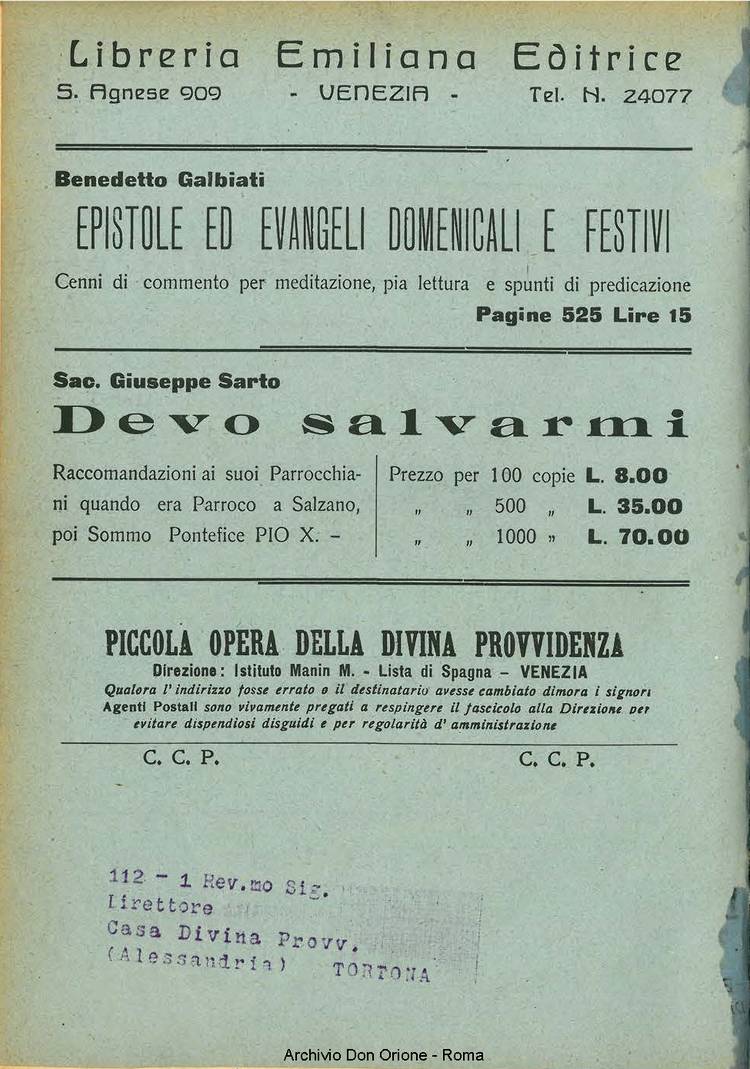 Libreria Emiliana Editrice
S. Agnese 909 - VENEZIA - Tel. N. 24077
Benedetto Galbiati
EPISTOLE ED EVANGELI DOMENICALI E FESTIVI
Cenni di commento per meditazione, pia lettura e spunti di predicazione
Pagine 525 Lire 15
Sac. Giuseppe Sarto
Devo salvarmi
Raccomandazioni ai suoi Parrocchia-
ni quando era Parroco a Salzano,
poi Sommo Pontefice PIO X. -
Prezzo per 100 copie L. 8.00
„ „ 500 „ L. 35.00
„ „ 1000 „ L. 70.00
PICCOLA OPERA DELLA DIVINA PROVVIDENZA
Direzione: Istituto Manin M. - Lista di Spagna - VENEZIA
Qualora l'indirizzo fosse errato o il destinatario avesse cambiato dimora i signori
Agenti Postali sono vivamente pregati a respingere il fascicolo alla Direzione per
evitare dispendiosi disguidi e per regolarità d'amministrazione
C. C. P. C. C. P.
112 - 1 Rev.mo Sig.
Direttore
Casa Divina Provv.
(Alessandria) TORTONA
Archivio Don Orione - Roma